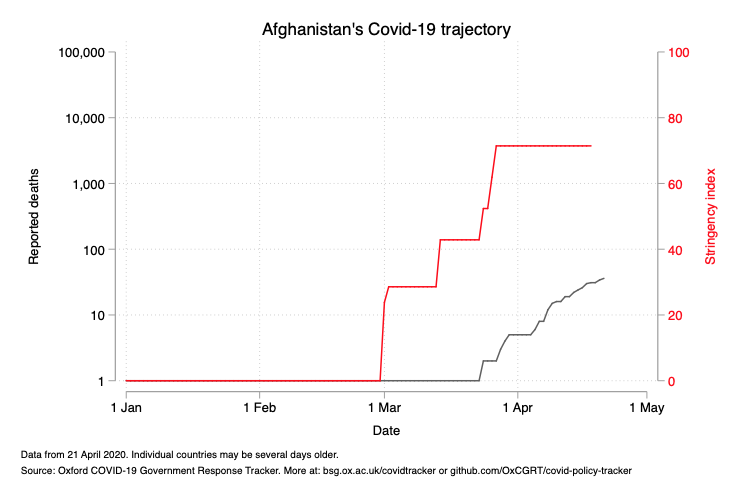 Afghanistan's Covid-19 trajectory
100,000
10,000
1,000
100
10
1
Reported deaths
100
80
60
40
20
0
Stringency index
1 Jan
1 Feb
1 Mar
1 Apr
1 May
Date
Data from 21 April 2020. Individual countries may be several days older.
Source: Oxford COVID-19 Government Response Tracker. More at: bsg.ox.ac.uk/covidtracker or github.com/OxCGRT/covid-policy-tracker